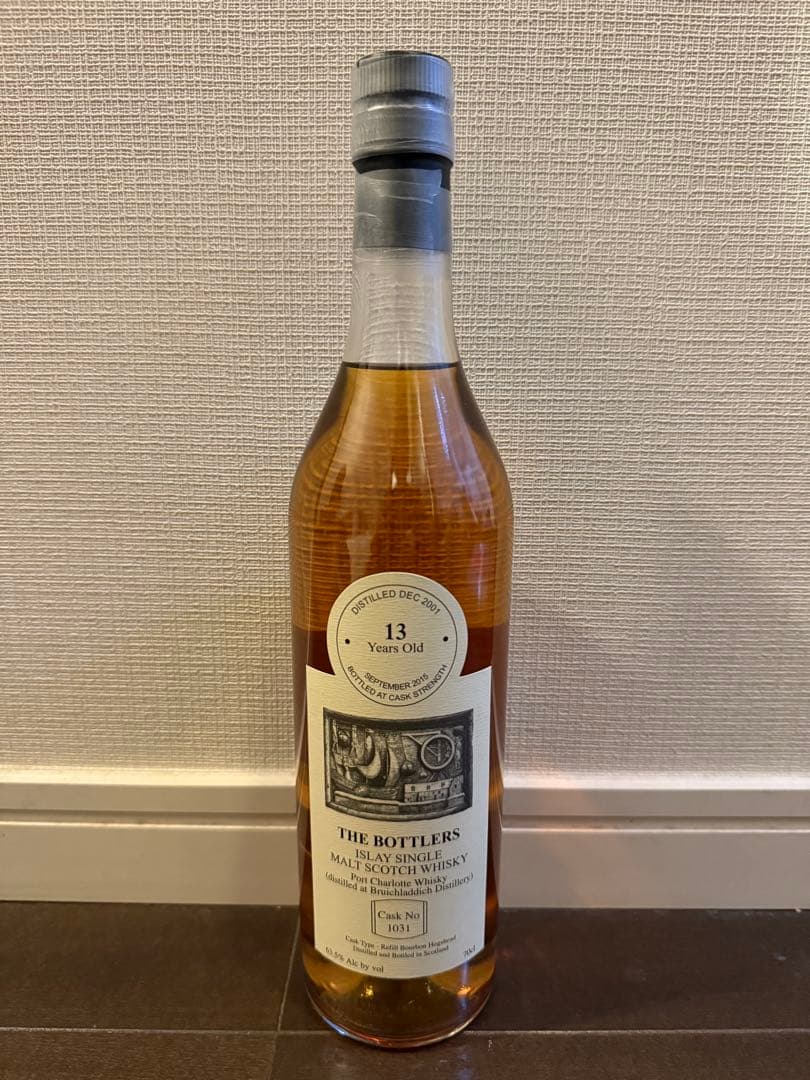 DISTILLED DEC 2001
13
Years Old
SEPTEMBER 2015
BOTTLED AT CASK STRENGTH
THE BOTTLERS
ISLAY SINGLE
MALT SCOTCH WHISKY
Port Charlotte Whisky
(distilled at Bruichladdich Distillery)
Cask No
1031
Cask Type - Refill Bourbon Hogshead
Distilled and Bottled in Scotland
63.6% Alc by vol
70cl